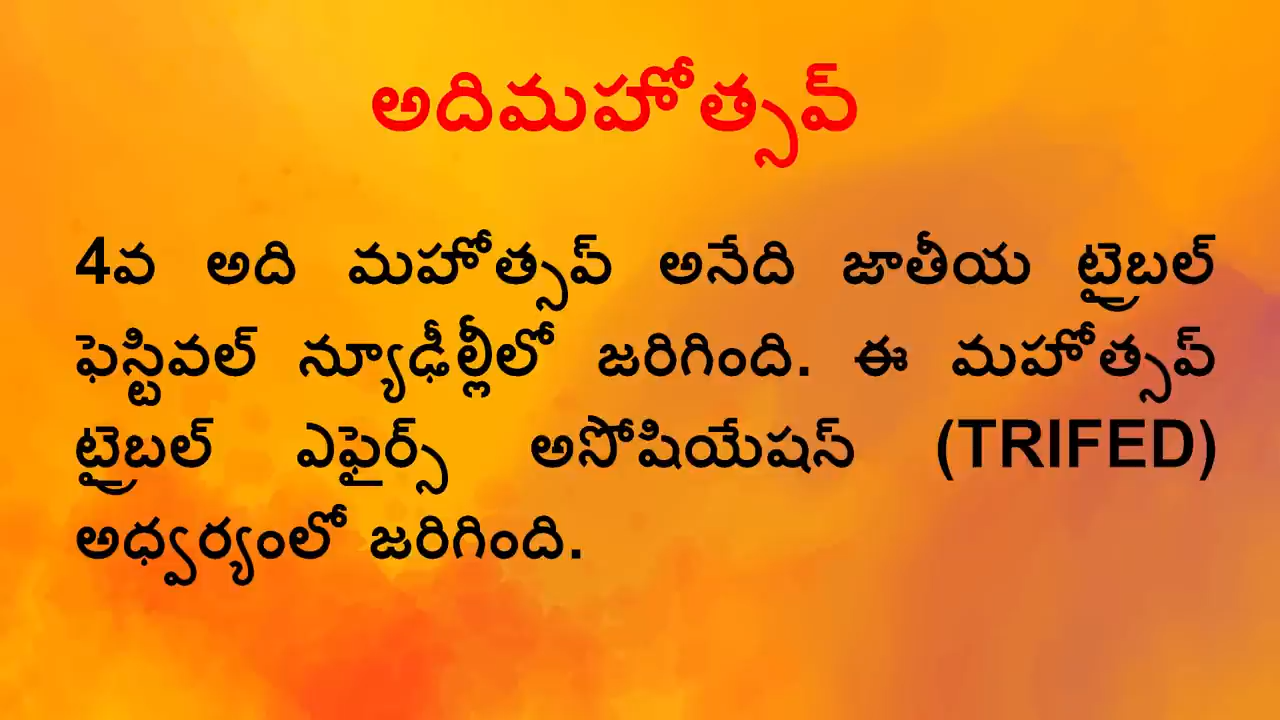 అదిమహోత్సవ్
4వ అది మహోత్సవ్ అనేది జాతీయ ట్రైబల్
ఫెస్టివల్ న్యూఢీల్లీలో జరిగింది. ఈ మహోత్సవ్
ట్రైబల్ ఎఫైర్స్ అసోషియేషన్ (TRIFED)
అధ్వర్యంలో జరిగింది.